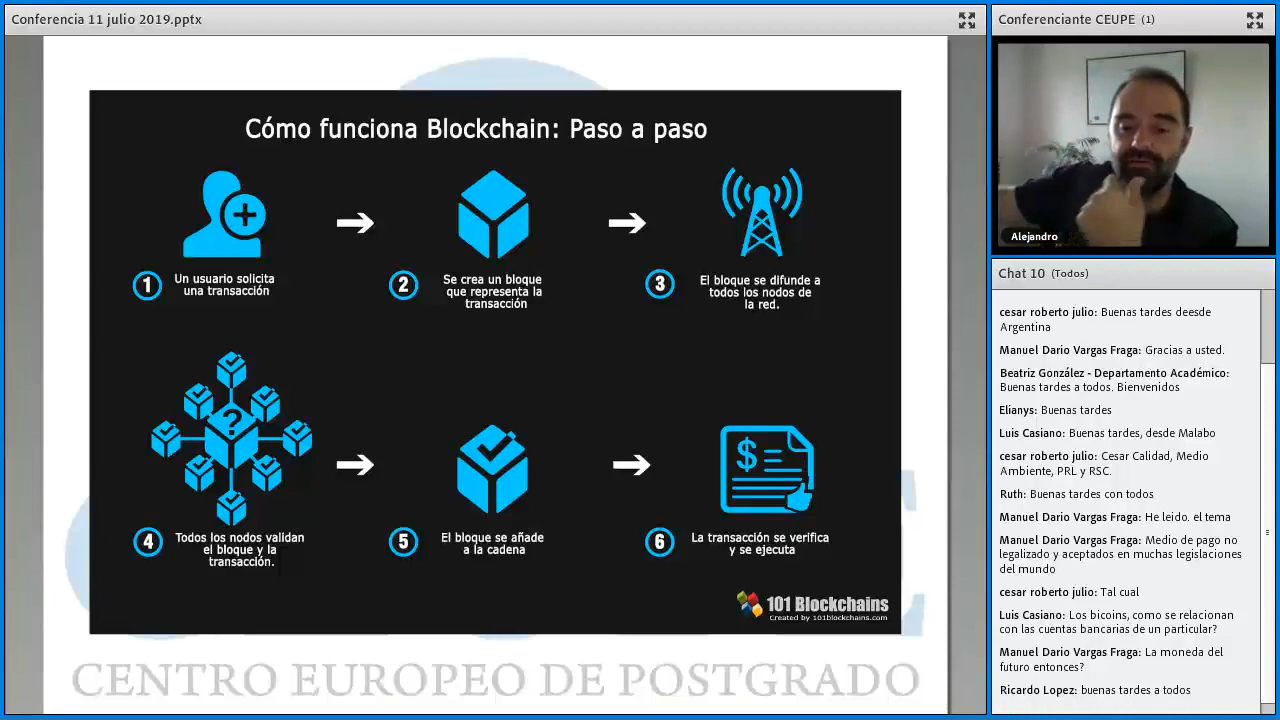 Conferencia 11 julio 2019.pptx
Cómo funciona Blockchain: Paso a paso
1
Un usuario solicita
una transacción
2
Se crea un bloque
que representa la
transacción
3
El bloque se difunde a
todos los nodos de
la red.
?
4
Todos los nodos validan
el bloque y la
transacción.
5
El bloque se añade
a la cadena
$
6
La transacción se verifica
y se ejecuta
101 Blockchains
Created by 101blockchains.com
CENTRO EUROPEO DE POSTGRADO
Conferenciante CEUPE (1)
Alejandro
Chat 10 (Todos)
cesar roberto julio: Buenas tardes deesde
Argentina
Manuel Dario Vargas Fraga: Gracias a usted.
Beatriz González - Departamento Académico:
Buenas tardes a todos. Bienvenidos
Elianys: Buenas tardes
Luis Casiano: Buenas tardes, desde Malabo
cesar roberto julio: Cesar Calidad, Medio
Ambiente, PRL y RSC.
Ruth: Buenas tardes con todos
Manuel Dario Vargas Fraga: He leido. el tema
Manuel Dario Vargas Fraga: Medio de pago no
legalizado y aceptados en muchas legislaciones
del mundo
cesar roberto julio: Tal cual
Luis Casiano: Los bicoins, como se relacionan
con las cuentas bancarias de un particular?
Manuel Dario Vargas Fraga: La moneda del
futuro entonces?
Ricardo Lopez: buenas tardes a todos